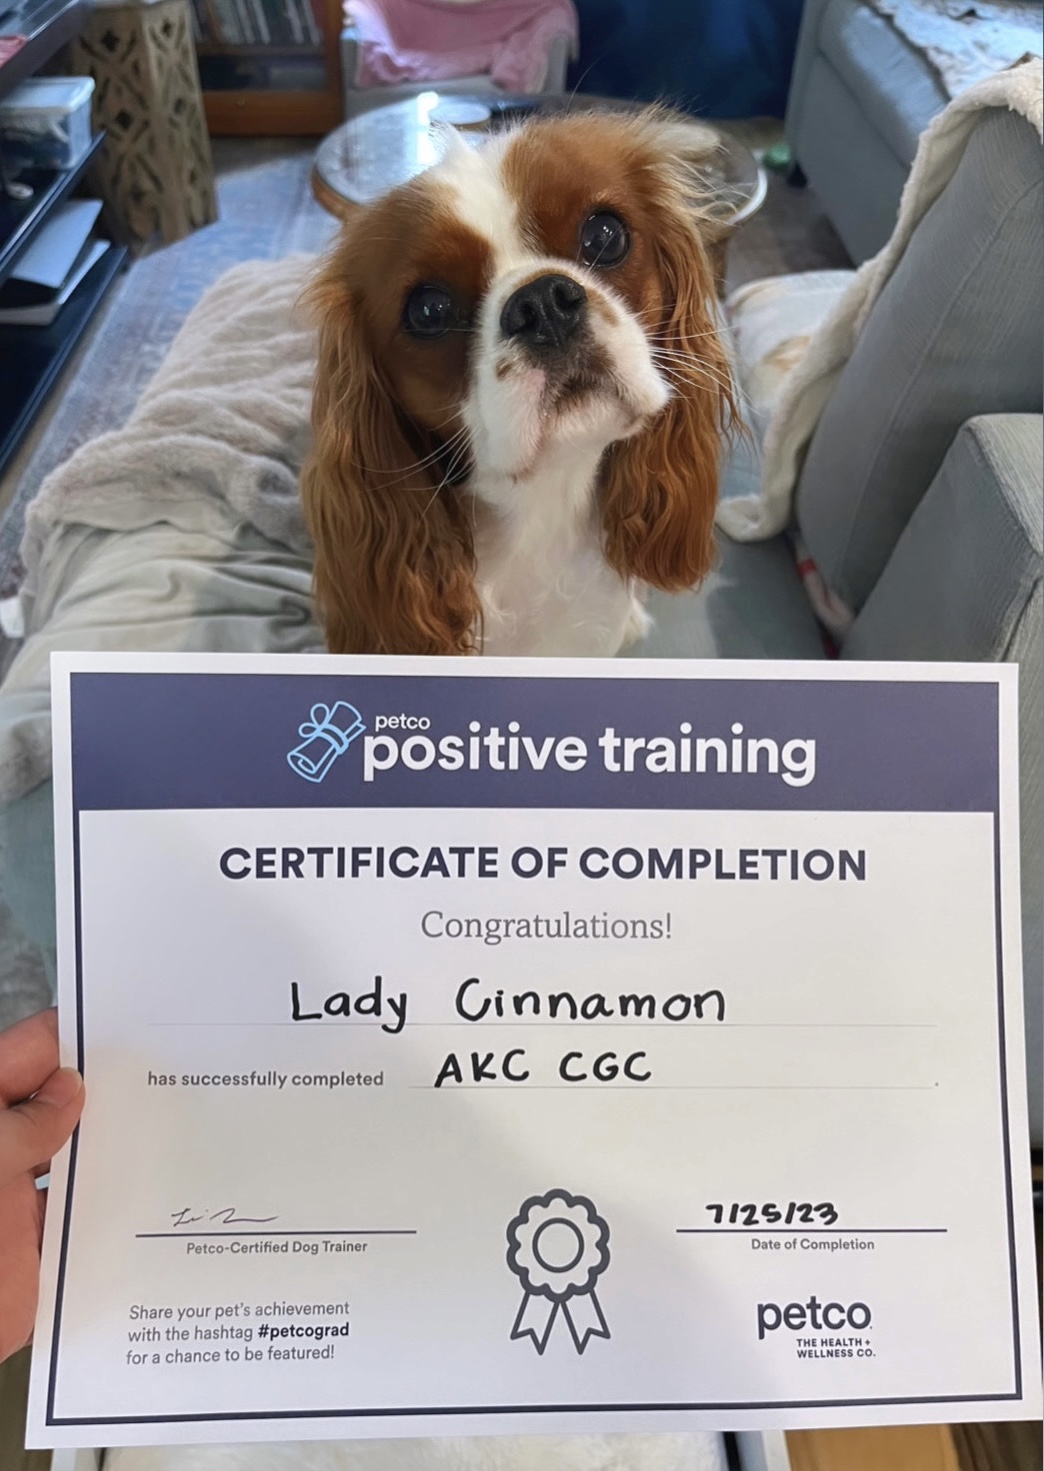 petco
positive training
CERTIFICATE OF COMPLETION
Congratulations!
Lady Cinnamon
has successfully completed AKC CGC.
7/25/23
Petco-Certified Dog Trainer
Date of Completion
Share your pet's achievement
with the hashtag #petcograd
for a chance to be featured!
petco
THE HEALTH +
WELLNESS CO.